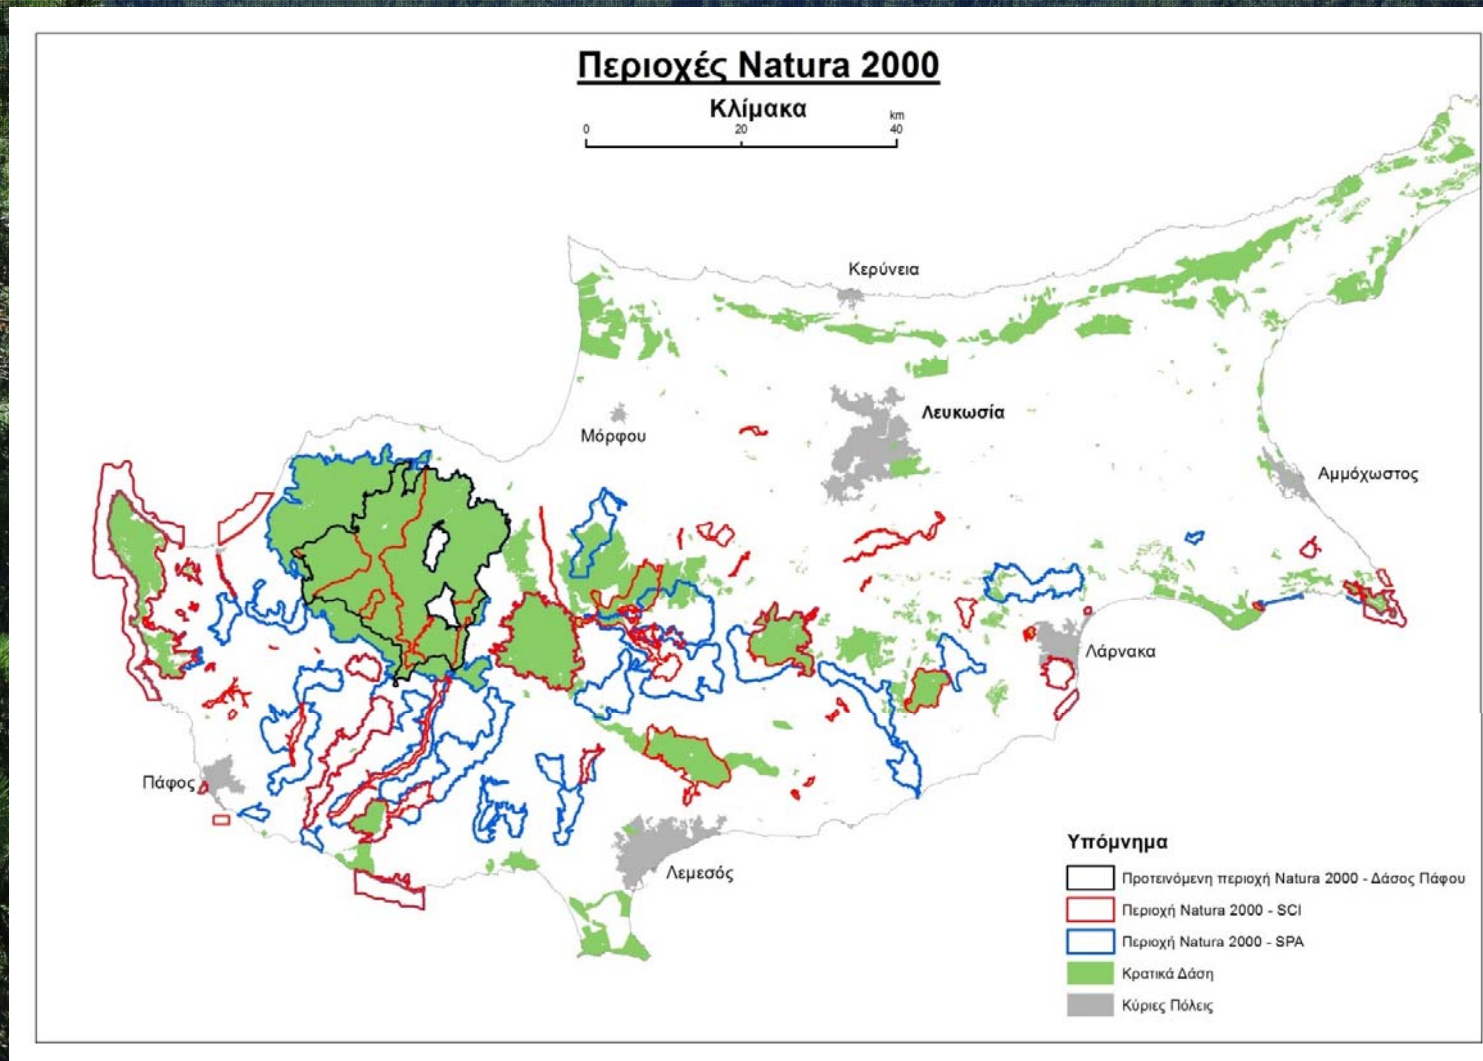 Περιοχές Natura 2000
Κλίμακα
km
0 20 40
Κερύνεια
Λευκωσία
Μόρφου
Αμμόχωστος
Λάρνακα
Πάφος
Λεμεσός
Υπόμνημα
Προτεινόμενη περιοχή Natura 2000 - Δάσος Πάφου
Περιοχή Natura 2000 - SCI
Περιοχή Natura 2000 - SPA
Κρατικά Δάση
Κύριες Πόλεις